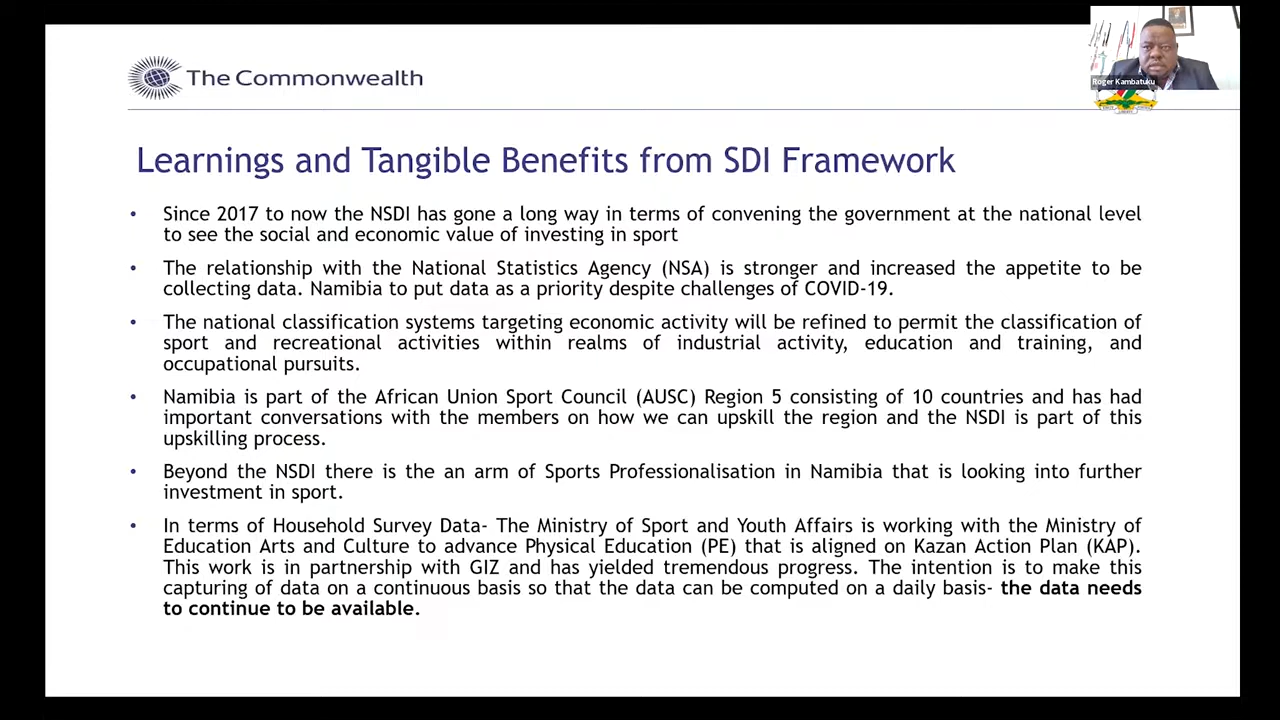 The Commonwealth
Roger Kambatuku
Learnings and Tangible Benefits from SDI Framework
• Since 2017 to now the NSDI has gone a long way in terms of convening the government at the national level
to see the social and economic value of investing in sport
• The relationship with the National Statistics Agency (NSA) is stronger and increased the appetite to be
collecting data. Namibia to put data as a priority despite challenges of COVID-19.
• The national classification systems targeting economic activity will be refined to permit the classification of
sport and recreational activities within realms of industrial activity, education and training, and
occupational pursuits.
• Namibia is part of the African Union Sport Council (AUSC) Region 5 consisting of 10 countries and has had
important conversations with the members on how we can upskill the region and the NSDI is part of this
upskilling process.
• Beyond the NSDI there is the an arm of Sports Professionalisation in Namibia that is looking into further
investment in sport.
• In terms of Household Survey Data- The Ministry of Sport and Youth Affairs is working with the Ministry of
Education Arts and Culture to advance Physical Education (PE) that is aligned on Kazan Action Plan (KAP).
This work is in partnership with GIZ and has yielded tremendous progress. The intention is to make this
capturing of data on a continuous basis so that the data can be computed on a daily basis- the data needs
to continue to be available.